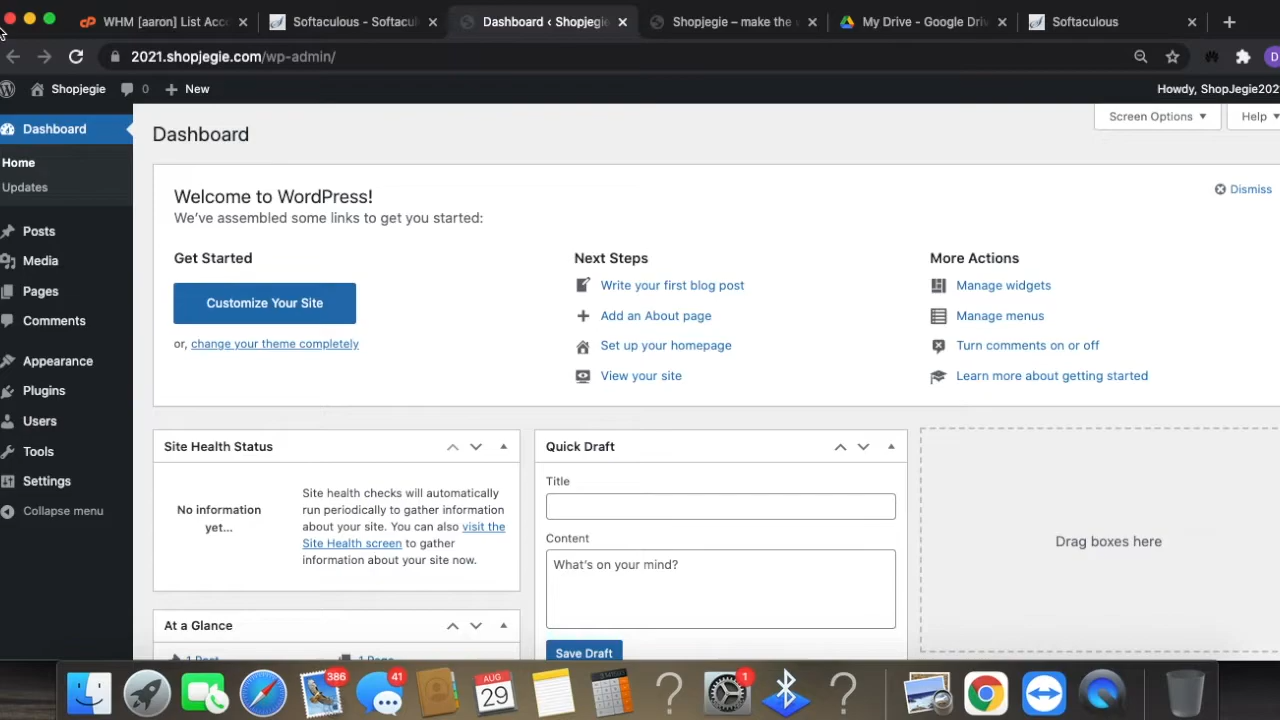 WHM [aaron] List Acc
Softaculous - Softacul
Dashboard ‹ Shopjegie
Shopjegie – make the
My Drive - Google Dri
Softaculous
2021.shopjegie.com/wp-admin/
D
Shopjegie
0
New
Howdy, ShopJegie202
Dashboard
Home
Updates
Posts
Media
Pages
Comments
Appearance
Plugins
Users
Tools
Settings
Collapse menu
Dashboard
Screen Options
Help
Welcome to WordPress!
We've assembled some links to get you started:
Dismiss
Get Started
Customize Your Site
or, change your theme completely
Next Steps
Write your first blog post
Add an About page
Set up your homepage
View your site
More Actions
Manage widgets
Manage menus
Turn comments on or off
Learn more about getting started
Site Health Status
No information
yet...
Site health checks will automatically
run periodically to gather information
about your site. You can also visit the
Site Health screen to gather
information about your site now.
At a Glance
1 Post
1 Page
Quick Draft
Title
Content
What's on your mind?
Save Draft
Drag boxes here
386
41
AUG
29
1